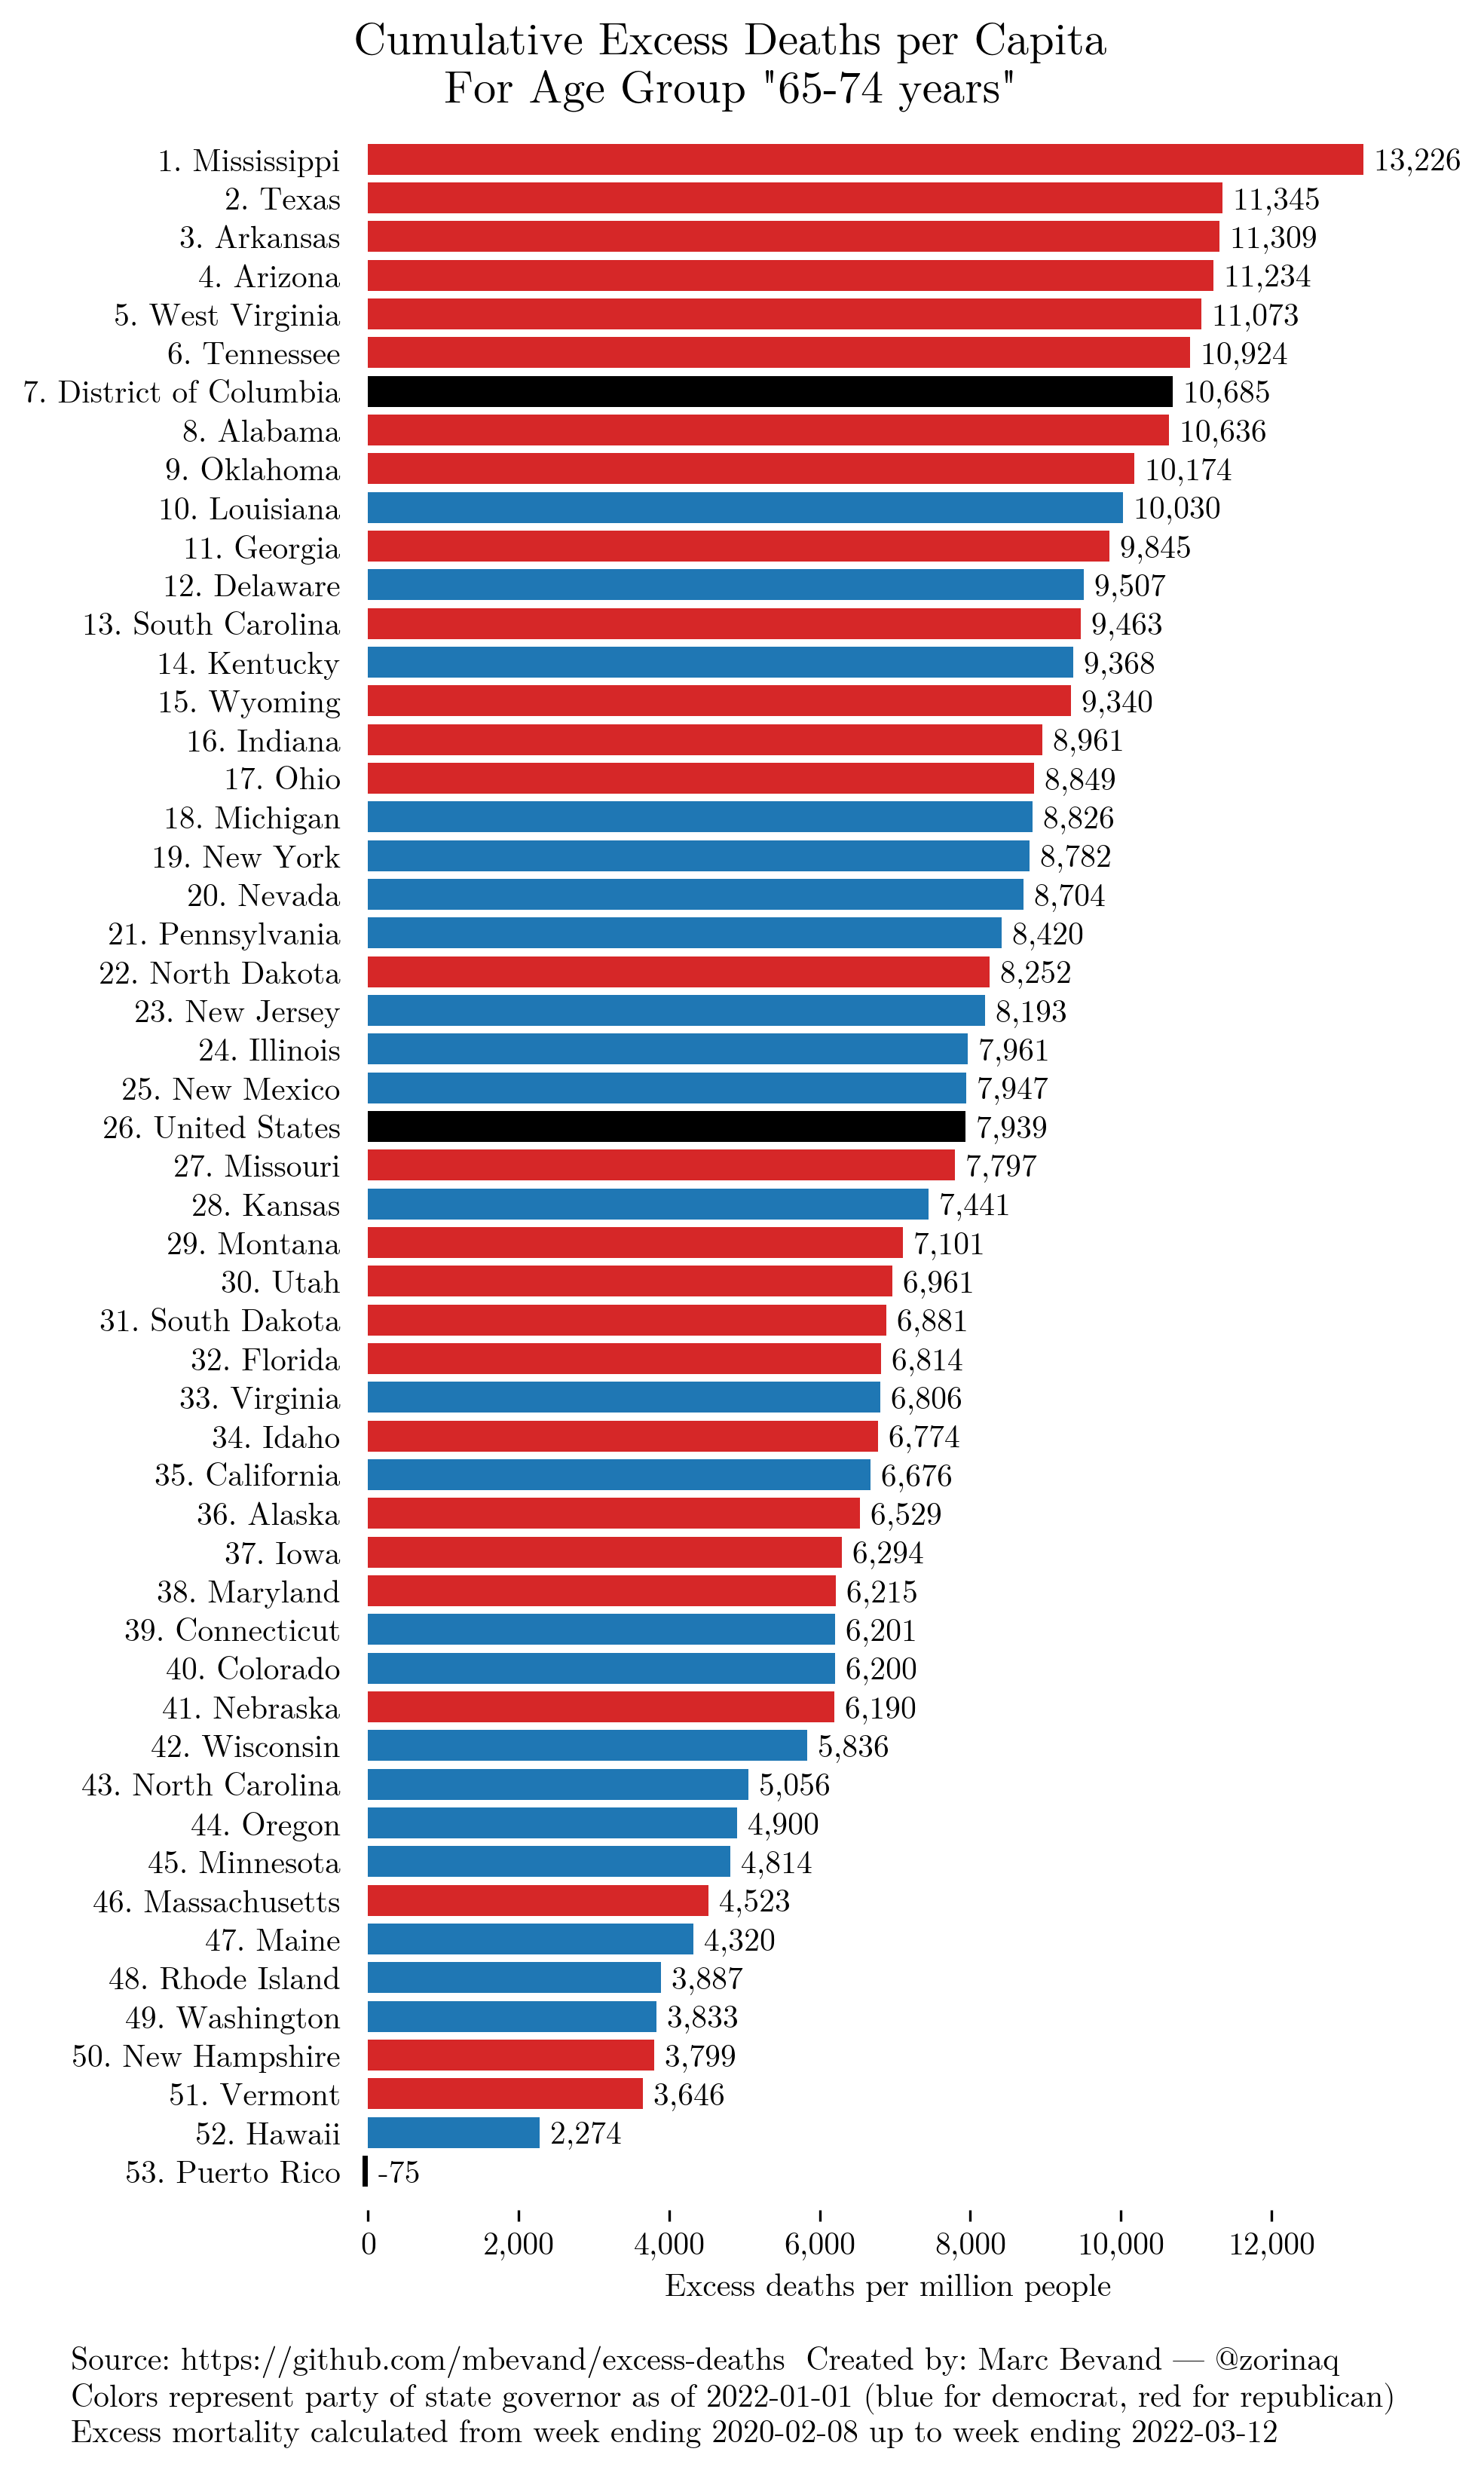 Cumulative Excess Deaths per Capita
For Age Group "65-74 years"
1. Mississippi 13,226
2. Texas 11,345
3. Arkansas 11,309
4. Arizona 11,234
5. West Virginia 11,073
6. Tennessee 10,924
7. District of Columbia 10,685
8. Alabama 10,636
9. Oklahoma 10,174
10. Louisiana 10,030
11. Georgia 9,845
12. Delaware 9,507
13. South Carolina 9,463
14. Kentucky 9,368
15. Wyoming 9,340
16. Indiana 8,961
17. Ohio 8,849
18. Michigan 8,826
19. New York 8,782
20. Nevada 8,704
21. Pennsylvania 8,420
22. North Dakota 8,252
23. New Jersey 8,193
24. Illinois 7,961
25. New Mexico 7,947
26. United States 7,939
27. Missouri 7,797
28. Kansas 7,441
29. Montana 7,101
30. Utah 6,961
31. South Dakota 6,881
32. Florida 6,814
33. Virginia 6,806
34. Idaho 6,774
35. California 6,676
36. Alaska 6,529
37. Iowa 6,294
38. Maryland 6,215
39. Connecticut 6,201
40. Colorado 6,200
41. Nebraska 6,190
42. Wisconsin 5,836
43. North Carolina 5,056
44. Oregon 4,900
45. Minnesota 4,814
46. Massachusetts 4,523
47. Maine 4,320
48. Rhode Island 3,887
49. Washington 3,833
50. New Hampshire 3,799
51. Vermont 3,646
52. Hawaii 2,274
53. Puerto Rico -75
0 2,000 4,000 6,000 8,000 10,000 12,000
Excess deaths per million people
Source: https://github.com/mbevand/excess-deaths Created by: Marc Bevand — @zorinaq
Colors represent party of state governor as of 2022-01-01 (blue for democrat, red for republican)
Excess mortality calculated from week ending 2020-02-08 up to week ending 2022-03-12